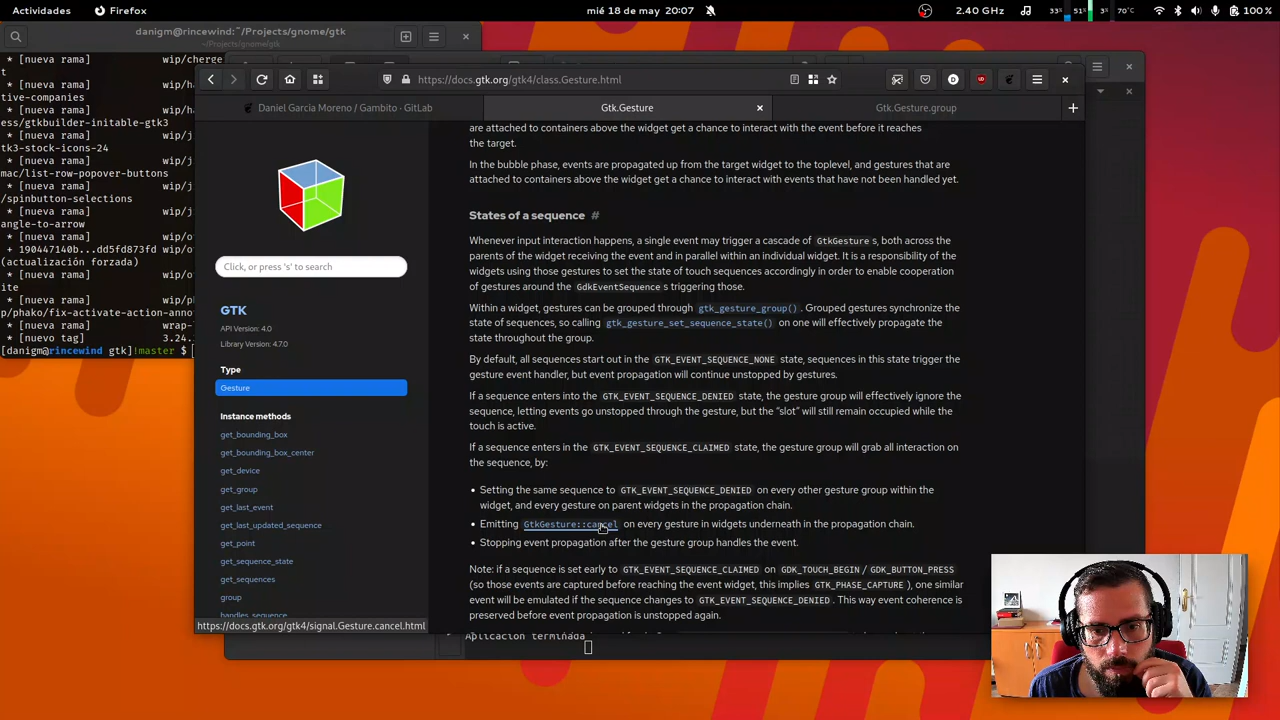 Actividades
Firefox
mié 18 de may 20:07
2.40 GHz
33%
51%
3%
70°C
100 %
danigm@rincewind:~/Projects/gnome/gtk
~/Projects/gnome/gtk
* [nueva rama] wip/cherge
t
* [nueva rama] wip/c
tive-companies
* [nueva rama]
ess/gtkbuilder-initable-gtk3
* [nueva rama]
tk3-stock-icons-24
* [nueva rama] wip/j
mac/list-row-popover-buttons
* [nueva rama] wip/j
/spinbutton-selections
* [nueva rama] wip/j
angle-to-arrow
* [nueva rama] wip/o
+ 190447140b...dd5fd873fd wip/o
(actualización forzada)
* [nueva rama] wip/o
ite
* [nueva rama] wip/ph
p/phako/fix-activate-action-anno
* [nueva rama] wrap-
* [nuevo tag] 3.24.
[danigm@rincewind gtk]!master $
https://docs.gtk.org/gtk4/class.Gesture.html
Daniel Garcia Moreno / Gambito · GitLab
Gtk.Gesture
Gtk.Gesture.group
Click, or press 's' to search
GTK
API Version: 4.0
Library Version: 4.7.0
Type
Gesture
Instance methods
get_bounding_box
get_bounding_box_center
get_device
get_group
get_last_event
get_last_updated_sequence
get_point
get_sequence_state
get_sequences
group
handles_sequence
https://docs.gtk.org/gtk4/signal.Gesture.cancel.html
are attached to containers above the widget get a chance to interact with the event before it reaches
the target.
In the bubble phase, events are propagated up from the target widget to the toplevel, and gestures that are
attached to containers above the widget get a chance to interact with events that have not been handled yet.
States of a sequence #
Whenever input interaction happens, a single event may trigger a cascade of GtkGesture s, both across the
parents of the widget receiving the event and in parallel within an individual widget. It is a responsibility of the
widgets using those gestures to set the state of touch sequences accordingly in order to enable cooperation
of gestures around the GdkEventSequence s triggering those.
Within a widget, gestures can be grouped through gtk_gesture_group() . Grouped gestures synchronize the
state of sequences, so calling gtk_gesture_set_sequence_state() on one will effectively propagate the
state throughout the group.
By default, all sequences start out in the GTK_EVENT_SEQUENCE_NONE state, sequences in this state trigger the
gesture event handler, but event propagation will continue unstopped by gestures.
If a sequence enters into the GTK_EVENT_SEQUENCE_DENIED state, the gesture group will effectively ignore the
sequence, letting events go unstopped through the gesture, but the “slot” will still remain occupied while the
touch is active.
If a sequence enters in the GTK_EVENT_SEQUENCE_CLAIMED state, the gesture group will grab all interaction on
the sequence, by:
• Setting the same sequence to GTK_EVENT_SEQUENCE_DENIED on every other gesture group within the
widget, and every gesture on parent widgets in the propagation chain.
• Emitting GtkGesture::cancel on every gesture in widgets underneath in the propagation chain.
• Stopping event propagation after the gesture group handles the event.
Note: if a sequence is set early to GTK_EVENT_SEQUENCE_CLAIMED on GDK_TOUCH_BEGIN / GDK_BUTTON_PRESS
(so those events are captured before reaching the event widget, this implies GTK_PHASE_CAPTURE ), one similar
event will be emulated if the sequence changes to GTK_EVENT_SEQUENCE_DENIED . This way event coherence is
preserved before event propagation is unstopped again.
Aplicación terminada